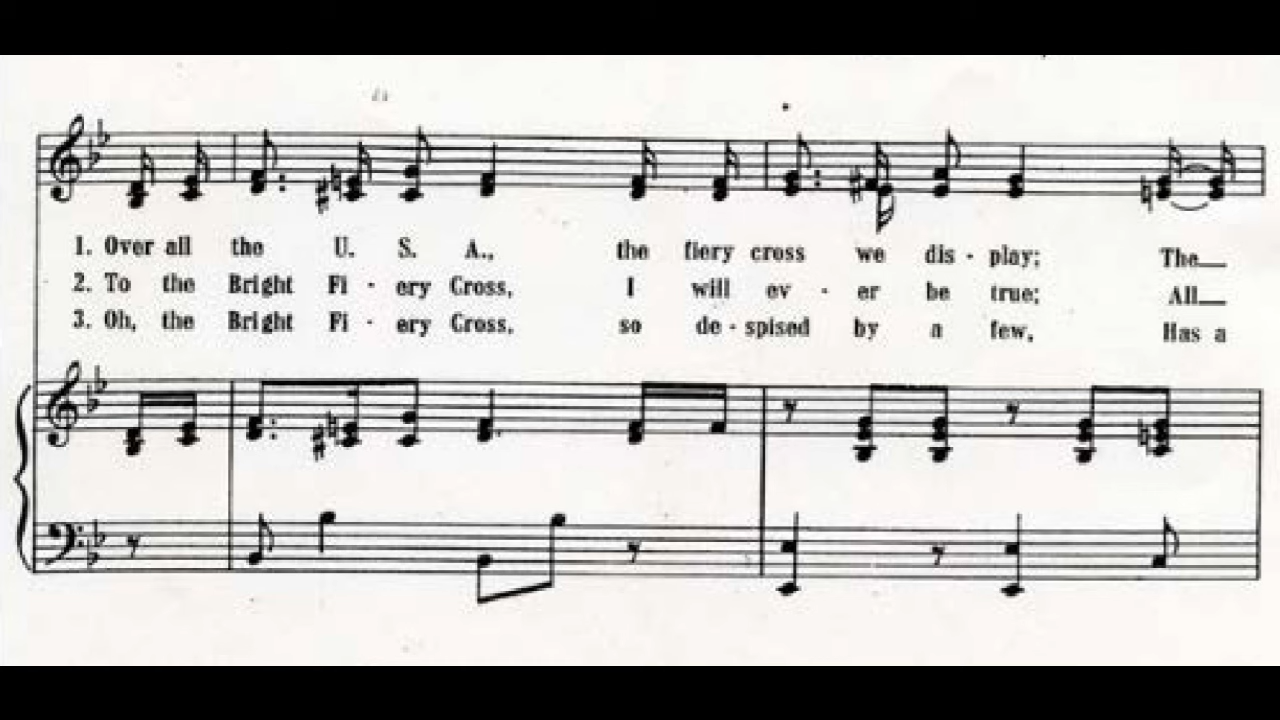 1. Over all the U. S. A., the fiery cross we dis - play; The
2. To the Bright Fi - ery Cross, I will ev - er be true; All
3. Oh, the Bright Fi - ery Cross, so de - spised by a few, Has a